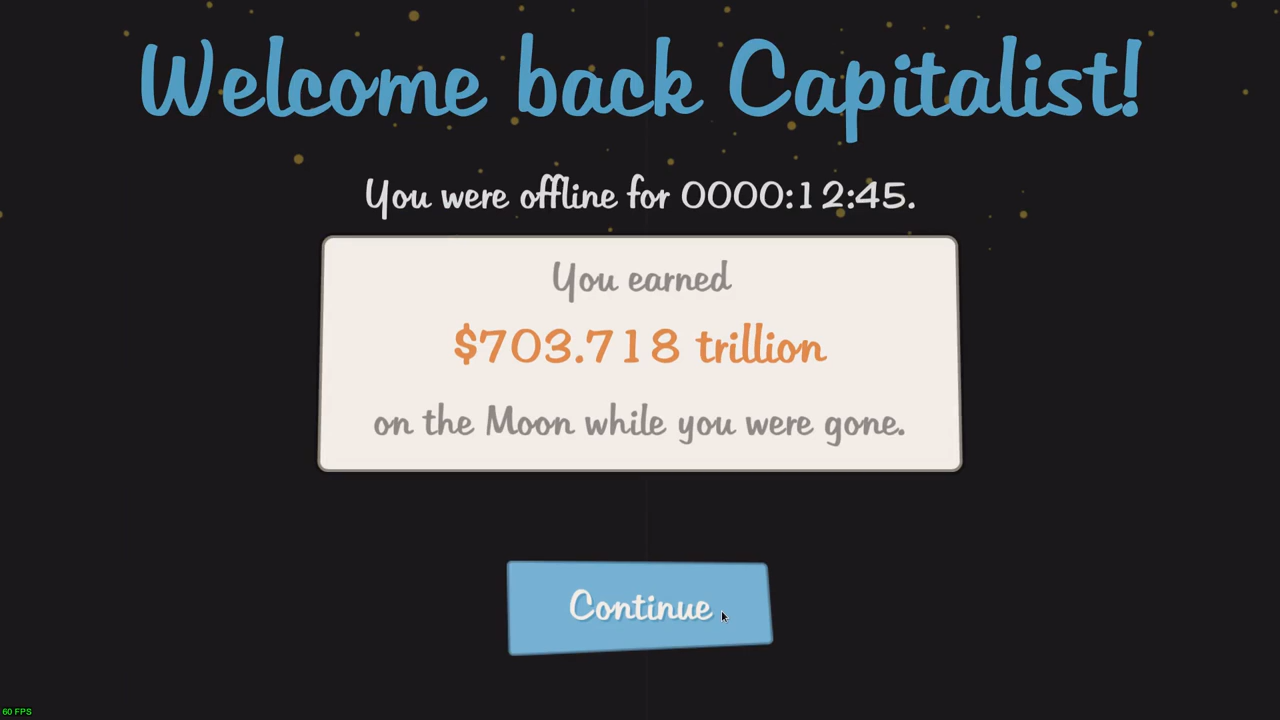 Welcome back Capitalist!
You were offline for 0000:12:45.
You earned
$703.718 trillion
on the Moon while you were gone.
Continue
60 FPS